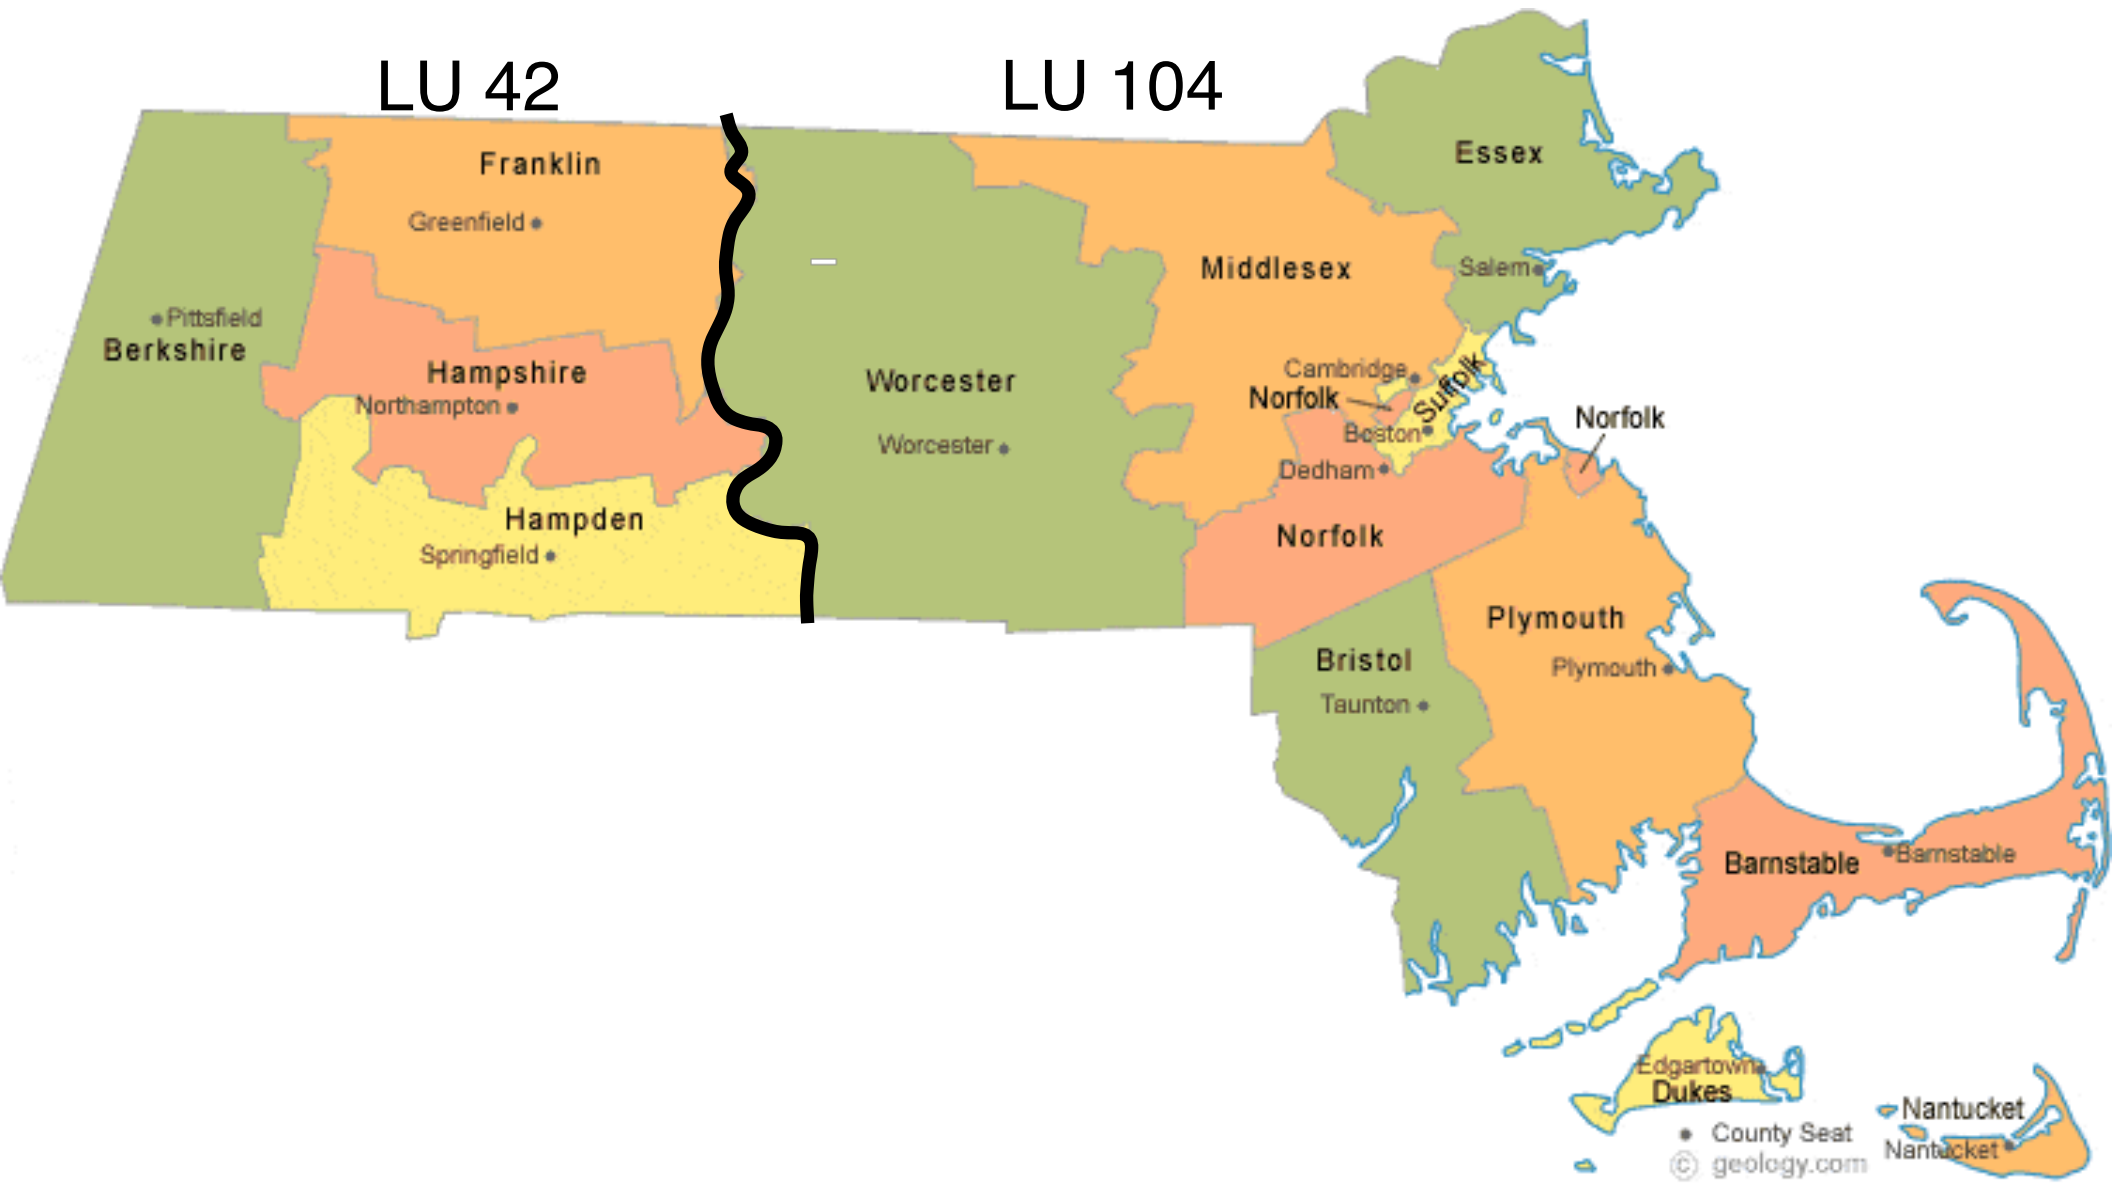 LU 42
LU 104
Essex
Franklin
Greenfield
Salem
Middlesex
Pittsfield
Berkshire
Hampshire
Northampton
Worcester
Worcester
Cambridge
Suffolk
Norfolk
Boston
Norfolk
Dedham
Hampden
Springfield
Norfolk
Plymouth
Plymouth
Bristol
Taunton
Barnstable
Barnstable
Edgartown
Dukes
Nantucket
Nantucket
County Seat
© geology.com